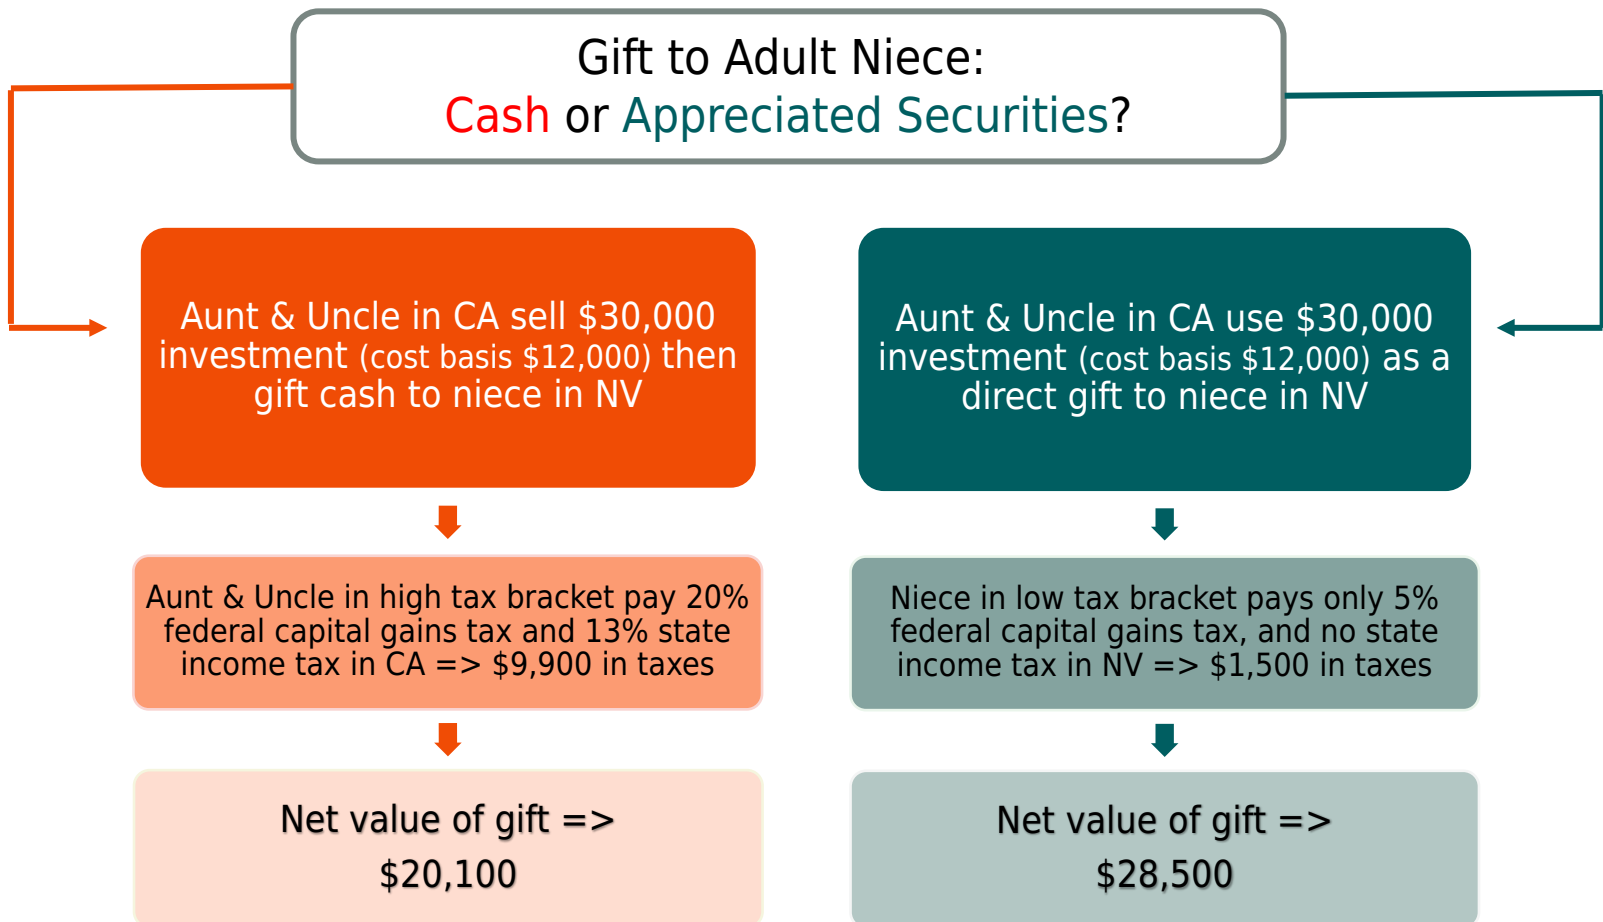 Gift to Adult Niece:
Cash or Appreciated Securities?
Aunt & Uncle in CA sell $30,000
investment (cost basis $12,000) then
gift cash to niece in NV
Aunt & Uncle in CA use $30,000
investment (cost basis $12,000) as a
direct gift to niece in NV
Aunt & Uncle in high tax bracket pay 20%
federal capital gains tax and 13% state
income tax in CA => $9,900 in taxes
Niece in low tax bracket pays only 5%
federal capital gains tax, and no state
income tax in NV => $1,500 in taxes
Net value of gift =>
$20,100
Net value of gift =>
$28,500